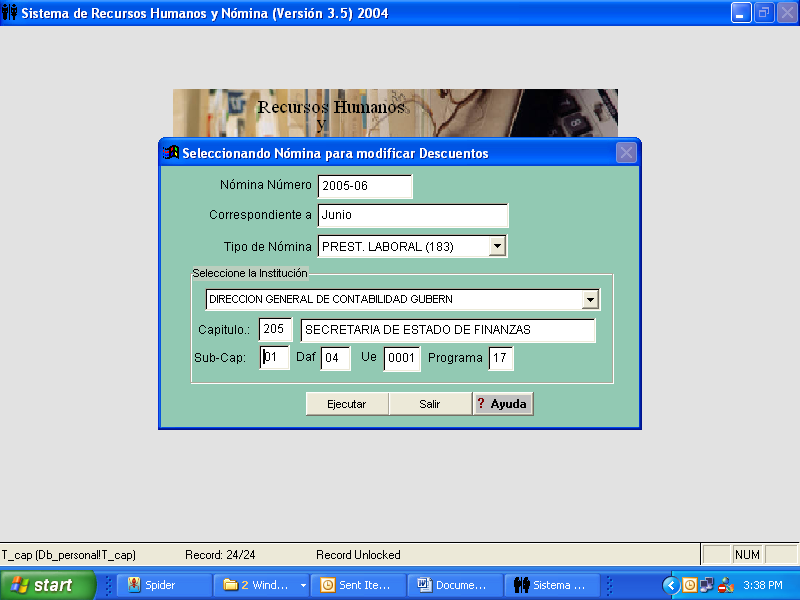 Sistema de Recursos Humanos y Nómina (Versión 3.5) 2004
Recursos Humanos
y
Seleccionando Nómina para modificar Descuentos
Nómina Número 2005-06
Correspondiente a Junio
Tipo de Nómina PREST. LABORAL (183)
Seleccione la Institución
DIRECCION GENERAL DE CONTABILIDAD GUBERN
Capitulo.: 205 SECRETARIA DE ESTADO DE FINANZAS
Sub-Cap: 01 Daf 04 Ue 0001 Programa 17
Ejecutar Salir ? Ayuda
T_cap (Db_personal!T_cap) Record: 24/24 Record Unlocked NUM
start Spider 2 Wind... Sent Ite... Docume... Sistema ... 3:38 PM